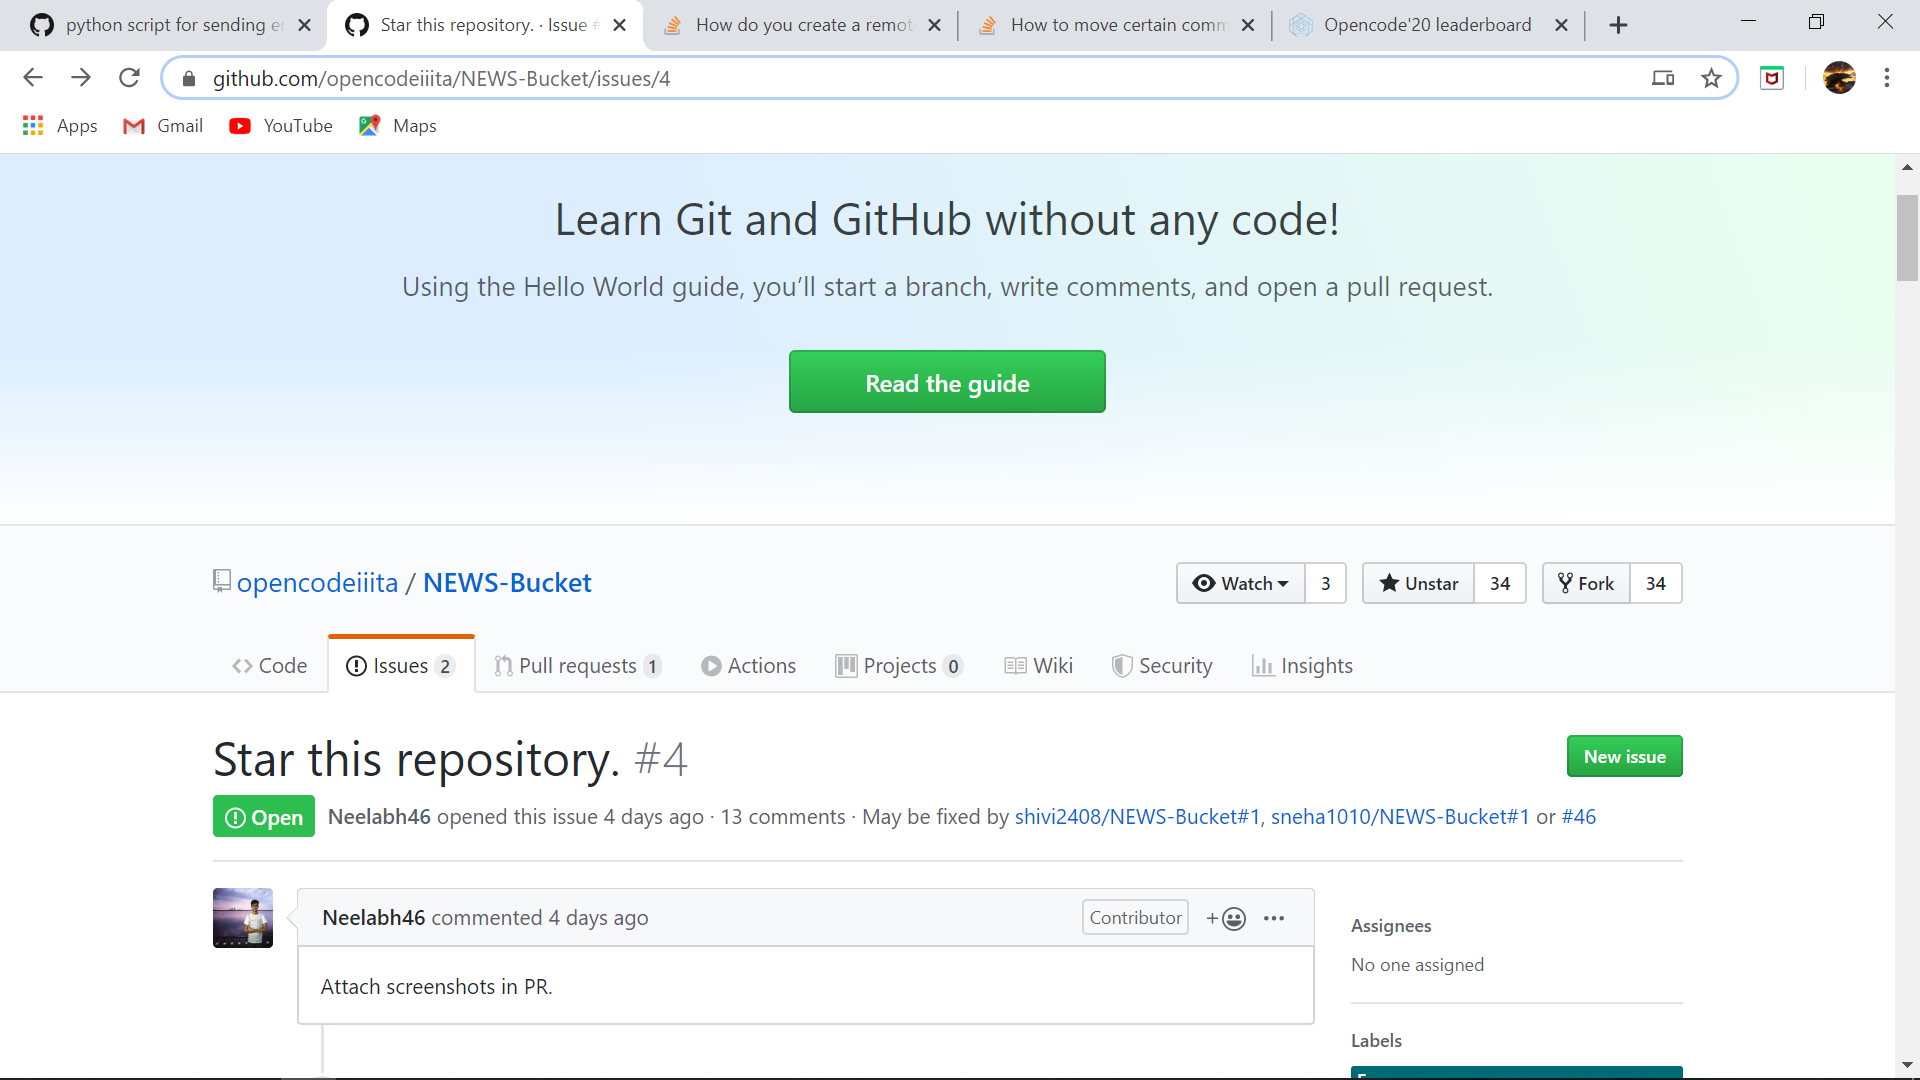 python script for sending e
Star this repository. · Issue #
How do you create a remot
How to move certain comm
Opencode'20 leaderboard
github.com/opencodeiiita/NEWS-Bucket/issues/4
Apps Gmail YouTube Maps
Learn Git and GitHub without any code!
Using the Hello World guide, you’ll start a branch, write comments, and open a pull request.
Read the guide
opencodeiiita / NEWS-Bucket
Watch 3 Unstar 34 Fork 34
Code Issues 2 Pull requests 1 Actions Projects 0 Wiki Security Insights
Star this repository. #4
New issue
Open Neelabh46 opened this issue 4 days ago · 13 comments · May be fixed by shivi2408/NEWS-Bucket#1, sneha1010/NEWS-Bucket#1 or #46
Neelabh46 commented 4 days ago
Contributor
Attach screenshots in PR.
Assignees
No one assigned
Labels